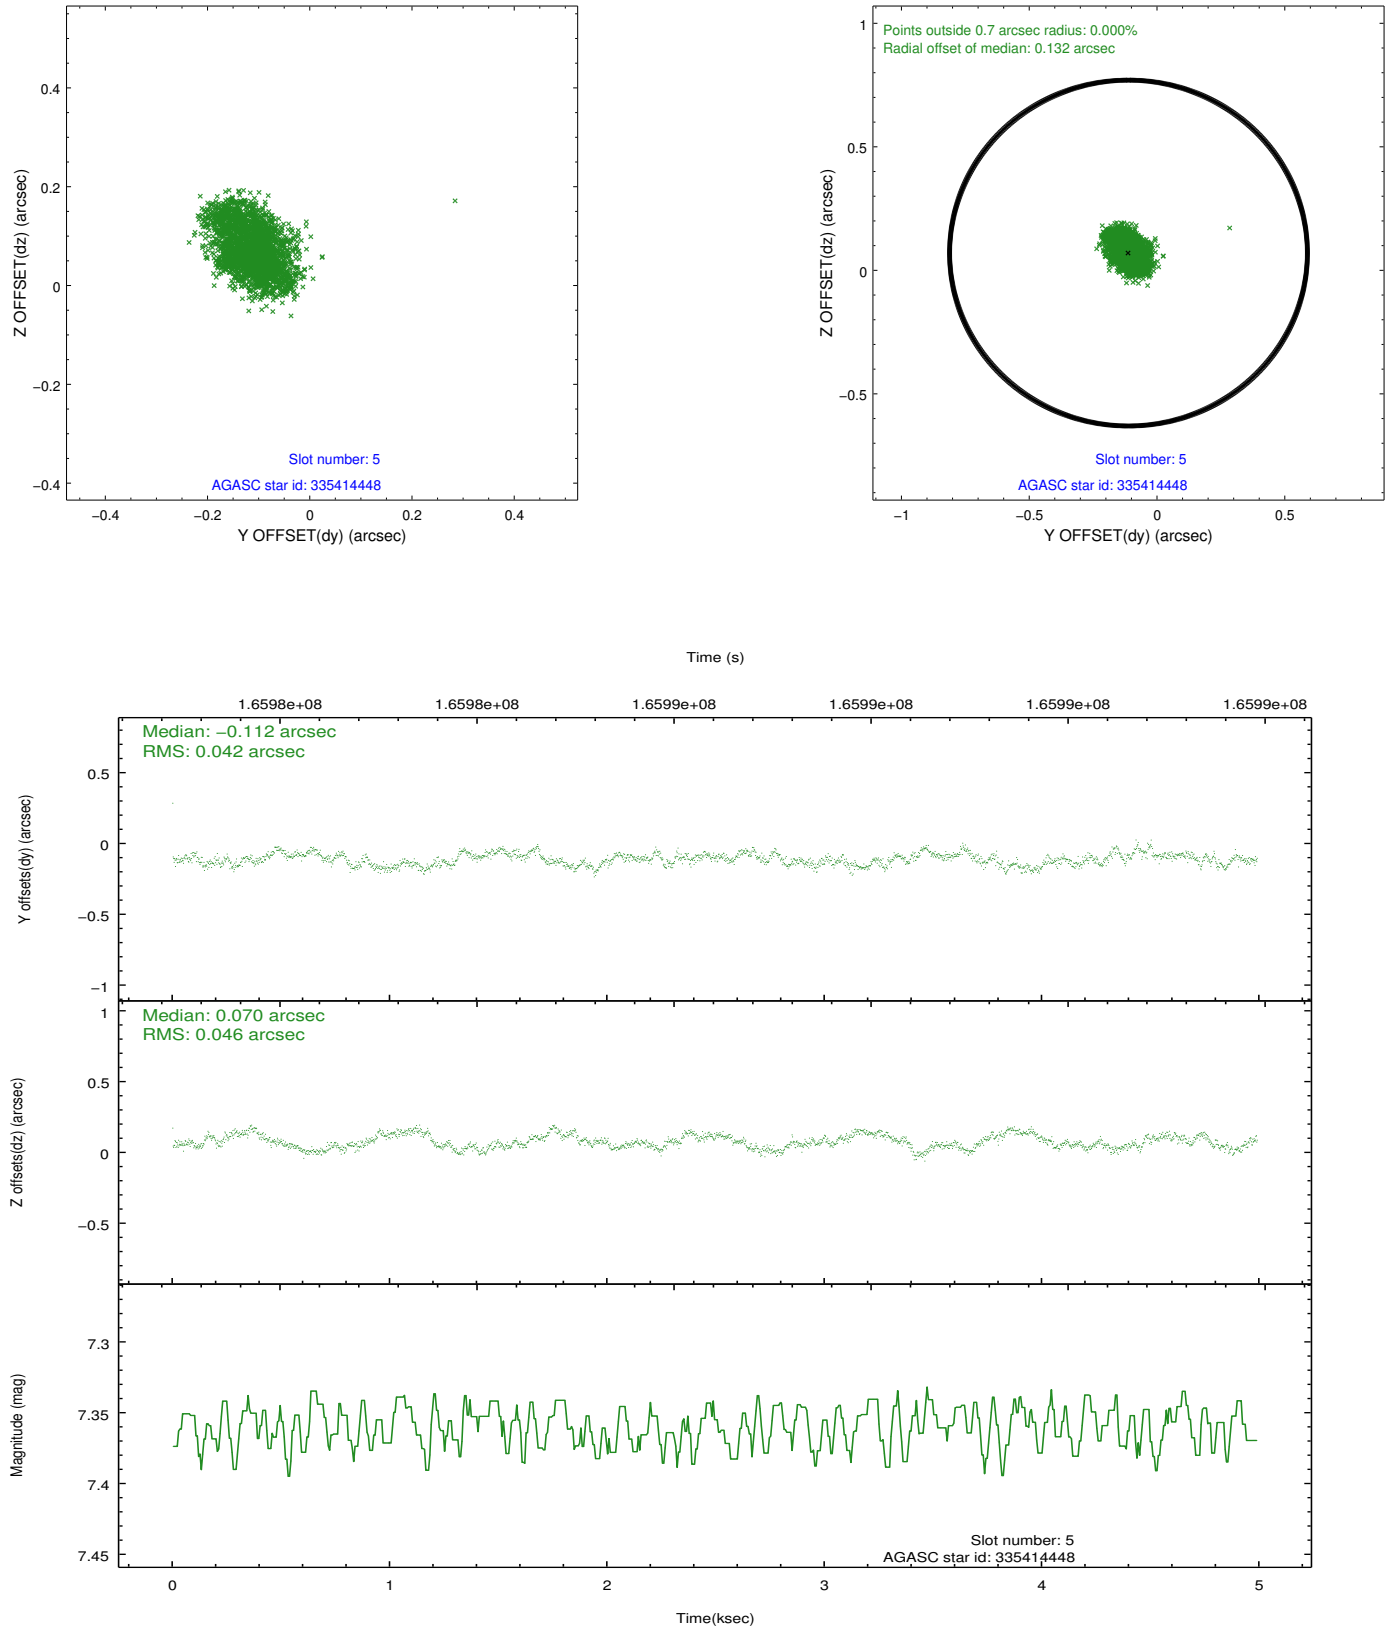 0.4
0.2
0
−0.2
−0.4
Z OFFSET(dz) (arcsec)
Slot number: 5
AGASC star id: 335414448
−0.4 −0.2 0 0.2 0.4
Y OFFSET(dy) (arcsec)
Points outside 0.7 arcsec radius: 0.000%
Radial offset of median: 0.132 arcsec
1
0.5
0
−0.5
Z OFFSET(dz) (arcsec)
Slot number: 5
AGASC star id: 335414448
−1 −0.5 0 0.5
Y OFFSET(dy) (arcsec)
Time (s)
1.6598e+08 1.6598e+08 1.6599e+08 1.6599e+08 1.6599e+08 1.6599e+08
Median: −0.112 arcsec
RMS: 0.042 arcsec
0.5
0
−0.5
−1
Y offsets(dy) (arcsec)
Median: 0.070 arcsec
RMS: 0.046 arcsec
1
0.5
0
−0.5
Z offsets(dz) (arcsec)
7.3
7.35
7.4
7.45
Magnitude (mag)
Slot number: 5
AGASC star id: 335414448
0 1 2 3 4 5
Time(ksec)